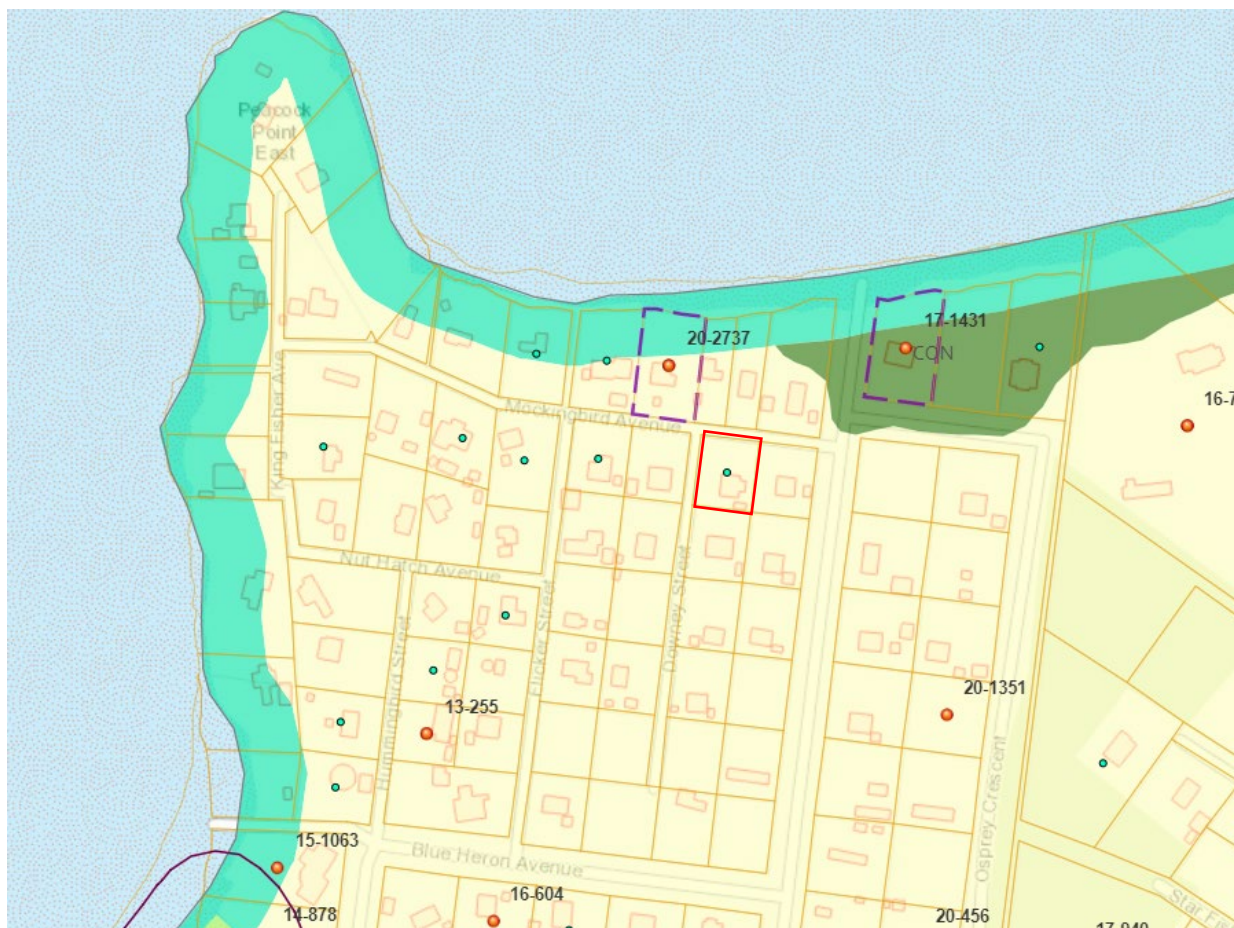 Peacock
Point
East
20-2737
17-1431
CON
King Fisher Ave
Mockingbird Avenue
Nut Hatch Avenue
Hummingbird Street
Flicker Street
Downey Street
13-255
20-1351
Osprey Crescent
15-1063
Blue Heron Avenue
16-604
14-878
20-456